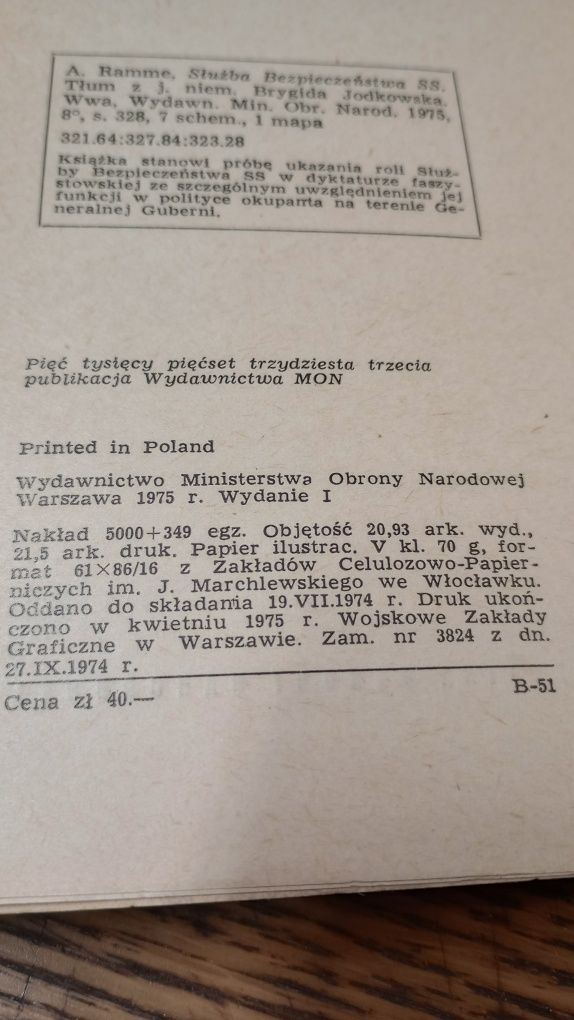 A. Ramme, Służba Bezpieczeństwa SS.
Tłum z j. niem. Brygida Jodkowska.
Wwa, Wydawn. Min. Obr. Narod. 1975,
8°, s. 328, 7 schem., 1 mapa
321.64:327.84:323.28
Książka stanowi próbę ukazania roli Służ-
by Bezpieczeństwa SS w dyktaturze faszy-
stowskiej ze szczególnym uwzględnieniem jej
funkcji w polityce okupanta na terenie Ge-
neralnej Guberni.
Pięć tysięcy pięćset trzydziesta trzecia
publikacja Wydawnictwa MON
Printed in Poland
Wydawnictwo Ministerstwa Obrony Narodowej
Warszawa 1975 r. Wydanie I
Nakład 5000+349 egz. Objętość 20,93 ark. wyd.,
21,5 ark. druk. Papier ilustrac. V kl. 70 g, for-
mat 61×86/16 z Zakładów Celulozowo-Papier-
niczych im. J. Marchlewskiego we Włocławku.
Oddano do składania 19.VII.1974 r. Druk ukoń-
czono w kwietniu 1975 r. Wojskowe Zakłady
Graficzne w Warszawie. Zam. nr 3824 z dn.
27.IX.1974 r.
Cena zł 40.— B-51